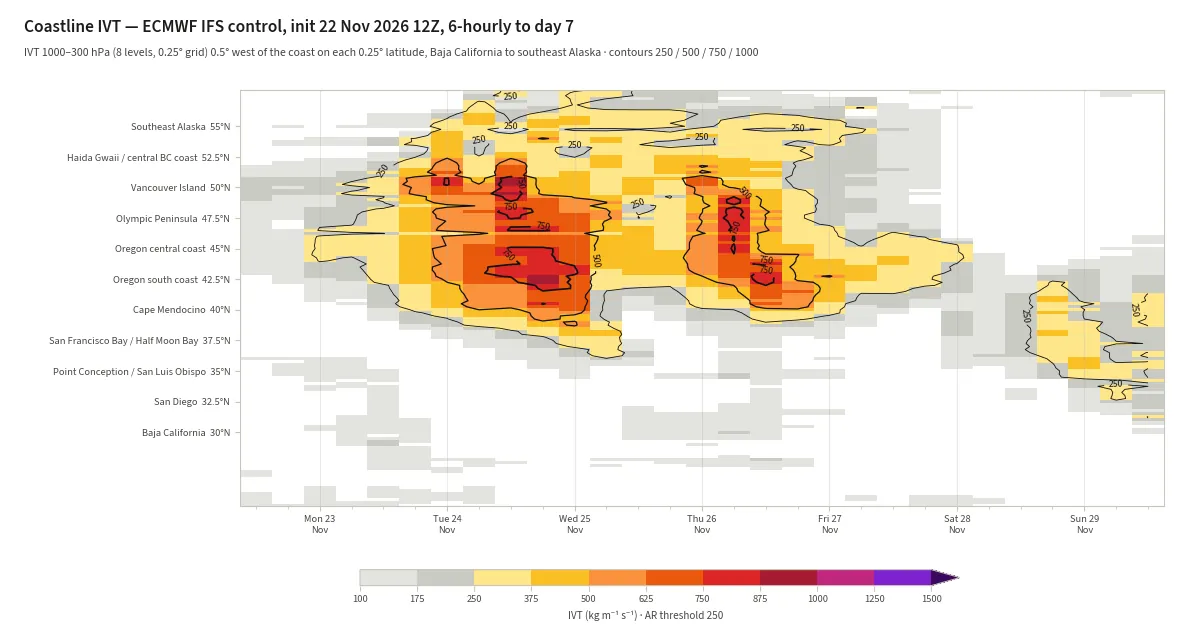 Coastline IVT — ECMWF IFS control, init 22 Nov 2026 12Z, 6-hourly to day 7
IVT 1000–300 hPa (8 levels, 0.25° grid) 0.5° west of the coast on each 0.25° latitude, Baja California to southeast Alaska · contours 250 / 500 / 750 / 1000
Southeast Alaska 55°N
Haida Gwaii / central BC coast 52.5°N
Vancouver Island 50°N
Olympic Peninsula 47.5°N
Oregon central coast 45°N
Oregon south coast 42.5°N
Cape Mendocino 40°N
San Francisco Bay / Half Moon Bay 37.5°N
Point Conception / San Luis Obispo 35°N
San Diego 32.5°N
Baja California 30°N
250
250
250
250
250
250
250
250
500
750
750
750
500
500
750
750
750
250
250
250
Mon 23 Tue 24 Wed 25 Thu 26 Fri 27 Sat 28 Sun 29
Nov Nov Nov Nov Nov Nov Nov
100 175 250 375 500 625 750 875 1000 1250 1500
IVT (kg m⁻¹ s⁻¹) · AR threshold 250